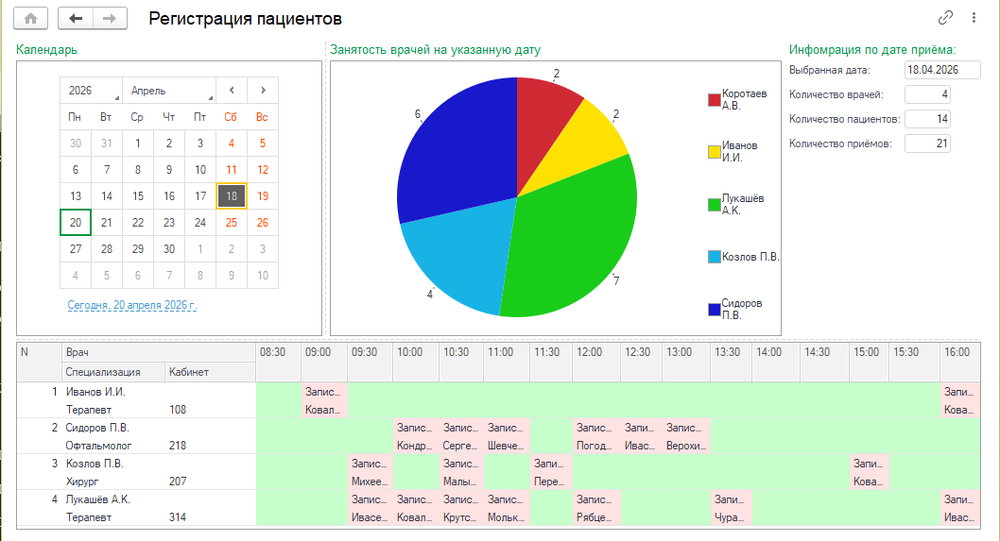 Регистрация пациентов
Календарь
2026 Апрель
Пн Вт Ср Чт Пт Сб Вс
30 31 1 2 3 4 5
6 7 8 9 10 11 12
13 14 15 16 17 18 19
20 21 22 23 24 25 26
27 28 29 30 1 2 3
4 5 6 7 8 9 10
Сегодня, 20 апреля 2026 г.
Занятость врачей на указанную дату
2
2
7
4
6
Коротаев
А.В.
Иванов
И.И.
Лукашёв
А.К.
Козлов П.В.
Сидоров
П.В.
Информация по дате приёма:
Выбранная дата: 18.04.2026
Количество врачей: 4
Количество пациентов: 14
Количество приёмов: 21
N Врач 08:30 09:00 09:30 10:00 10:30 11:00 11:30 12:00 12:30 13:00 13:30 14:00 14:30 15:00 15:30 16:00
Специализация Кабинет
1 Иванов И.И. Запис... Запи...
Терапевт 108 Ковал... Кова...
2 Сидоров П.В. Запис... Запис... Запис... Запис... Запи... Запис...
Офтальмолог 218 Кондр... Серге... Шевче... Погод... Ивас... Верохи...
3 Козлов П.В. Запис... Запис... Запи... Запи...
Хирург 207 Михее... Малы... Пере... Кова...
4 Лукашёв А.К. Запис... Запис... Запис... Запис... Запис... Запи... Запи...
Терапевт 314 Ивасе... Ковал... Крутс... Мольк... Рябце... Чура... Ивас...